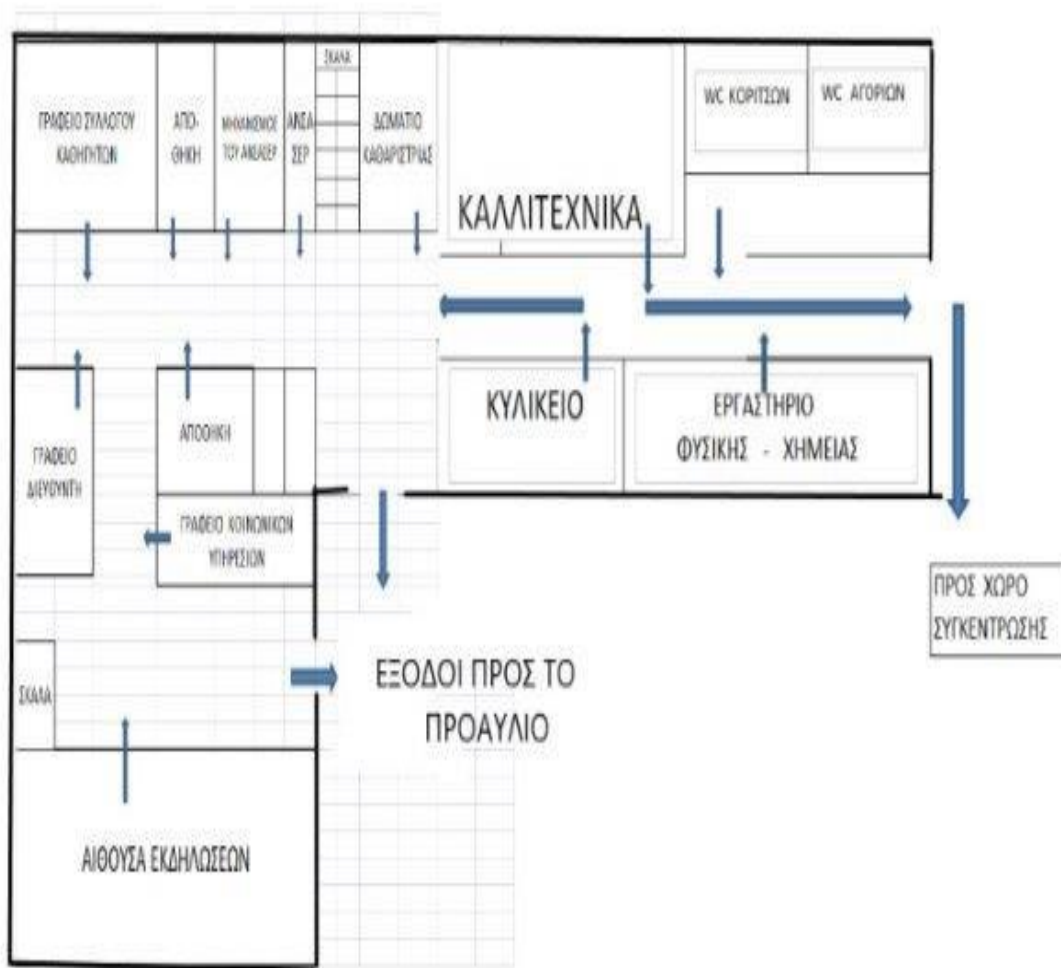 ΣΚΑΛΑ
ΓΡΑΦΕΙΟ ΣΥΛΛΟΓΟΥ
ΚΑΘΗΓΗΤΩΝ
ΑΠΟ-
ΘΗΚΗ
ΜΗΧΑΝΙΣΜΟΣ
ΤΟΥ ΑΝΣΑΣΕΡ
ΑΝΣΑ
ΣΕΡ
ΔΩΜΑΤΙΟ
ΚΑΘΑΡΙΣΤΡΙΑΣ
ΚΑΛΛΙΤΕΧΝΙΚΑ
WC ΚΟΡΙΤΣΩΝ
WC ΑΓΟΡΙΩΝ
ΓΡΑΦΕΙΟ
ΔΙΕΥΘΥΝΤΗ
ΑΠΟΘΗΚΗ
ΚΥΛΙΚΕΙΟ
ΕΡΓΑΣΤΗΡΙΟ
ΦΥΣΙΚΗΣ - ΧΗΜΕΙΑΣ
ΓΡΑΦΕΙΟ ΚΟΙΝΩΝΙΚΩΝ
ΥΠΗΡΕΣΙΩΝ
ΠΡΟΣ ΧΩΡΟ
ΣΥΓΚΕΝΤΡΩΣΗΣ
ΣΚΑΛΑ
ΕΞΟΔΟΙ ΠΡΟΣ ΤΟ
ΠΡΟΑΥΛΙΟ
ΑΙΘΟΥΣΑ ΕΚΔΗΛΩΣΕΩΝ